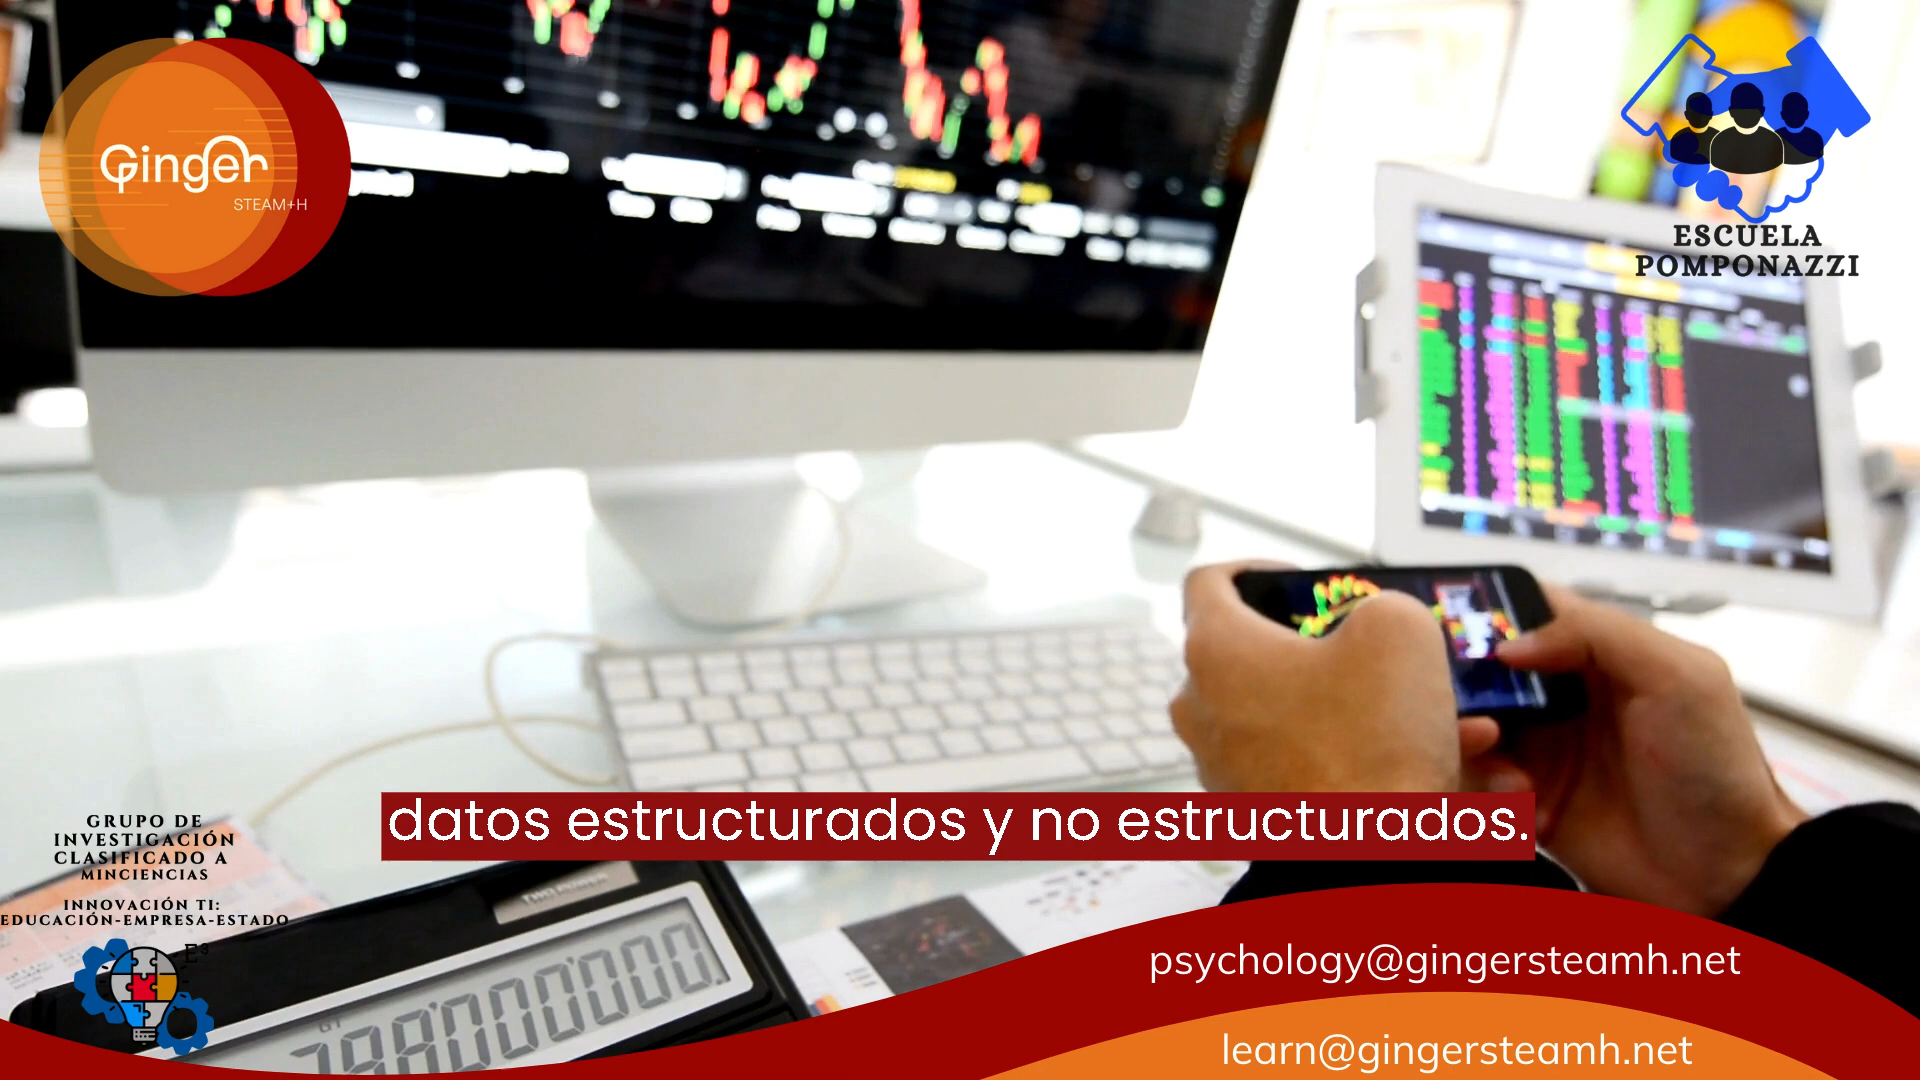 Ginger
STEAM+H
ESCUELA
POMPONAZZI
datos estructurados y no estructurados.
GRUPO DE
INVESTIGACIÓN
CLASIFICADO A
MINCIENCIAS
INNOVACIÓN TI:
EDUCACIÓN-EMPRESA-ESTADO
E³
psychology@gingersteamh.net
learn@gingersteamh.net